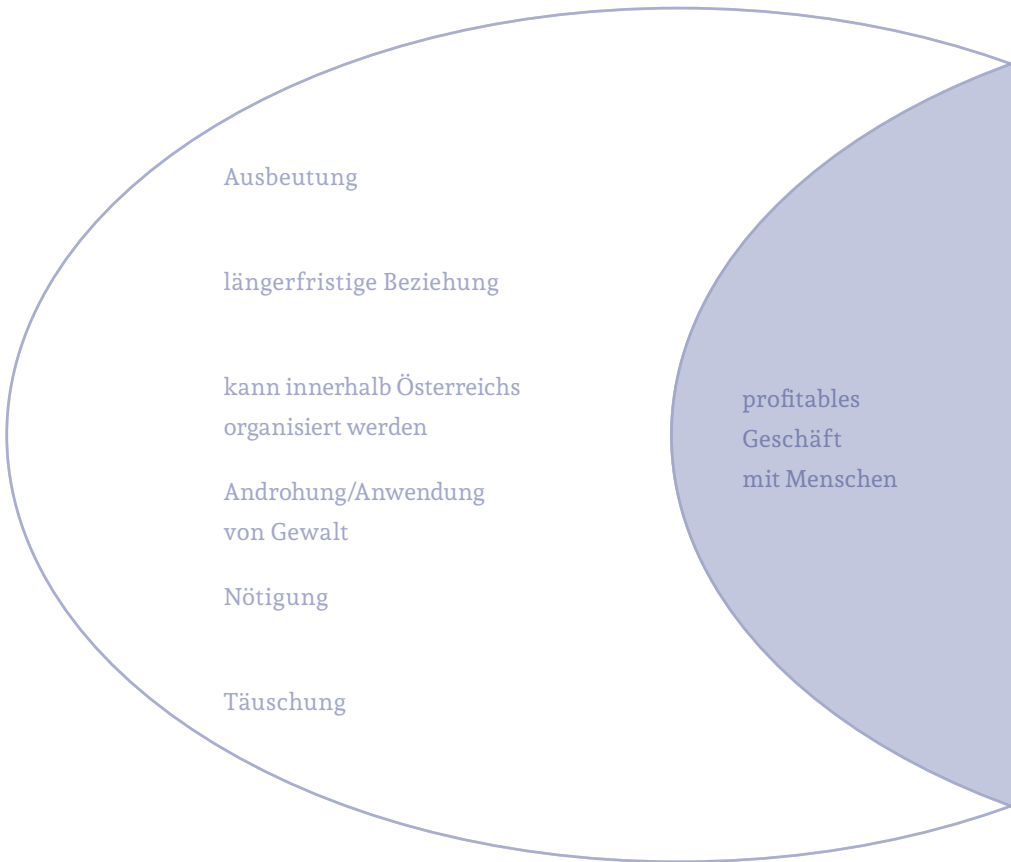 Ausbeutung
längerfristige Beziehung
kann innerhalb Österreichs
organisiert werden
Androhung/Anwendung
von Gewalt
Nötigung
Täuschung
profitables
Geschäft
mit Menschen